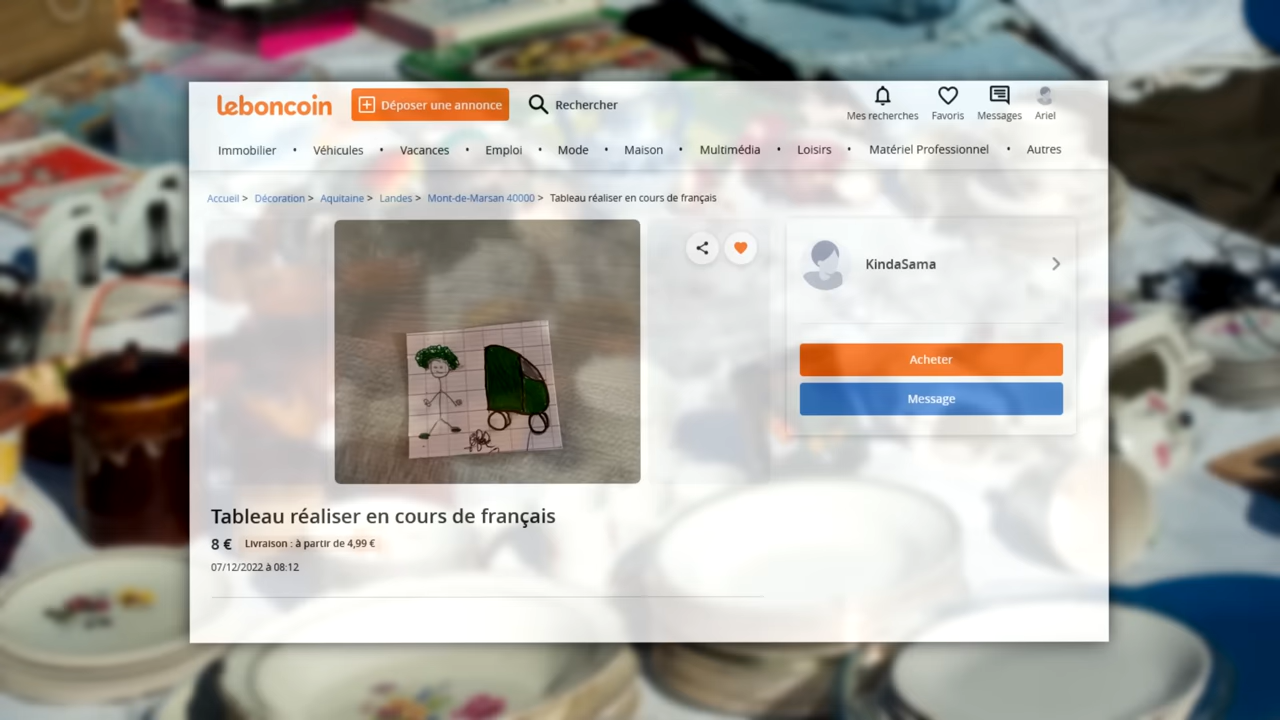 leboncoin
Déposer une annonce
Rechercher
Mes recherches
Favoris
Messages
Ariel
Immobilier • Véhicules • Vacances • Emploi • Mode • Maison • Multimédia • Loisirs • Matériel Professionnel • Autres
Accueil > Décoration > Aquitaine > Landes > Mont-de-Marsan 40000 > Tableau réaliser en cours de français
KindaSama
Acheter
Message
Tableau réaliser en cours de français
8 € Livraison : à partir de 4,99 €
07/12/2022 à 08:12